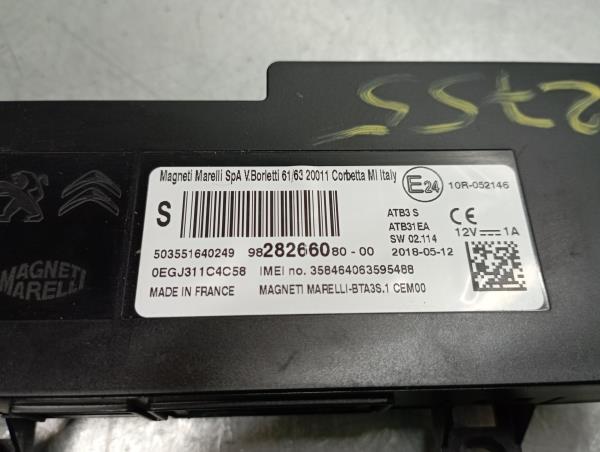 2755
Magneti Marelli SpA V.Borletti 61/63 20011 Corbetta MI Italy
E24
10R-052146
S
ATB3 S
ATB31EA
SW 02.114
CE
12V 1A
2018-05-12
503551640249 9828266080-00
0EGJ311C4C58 IMEI no. 358464063595488
MADE IN FRANCE MAGNETI MARELLI-BTA3S.1 CEM00
MAGNETI
MARELLI